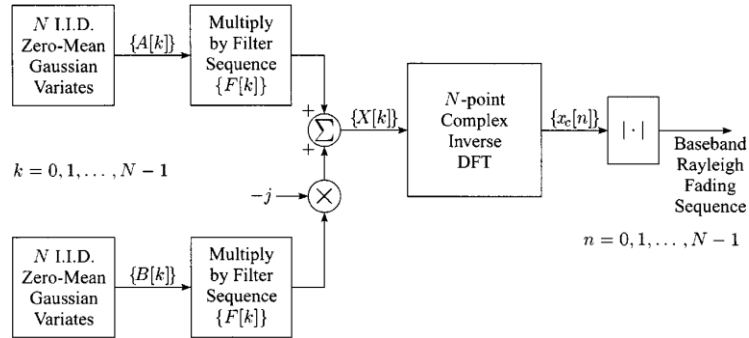 N I.I.D.
Zero-Mean
Gaussian
Variates
{A[k]}
Multiply
by Filter
Sequence
{F[k]}
+
+
Σ
{X[k]}
N-point
Complex
Inverse
DFT
{x_c[n]}
| · |
Baseband
Rayleigh
Fading
Sequence
k = 0, 1, . . . , N − 1
−j
×
n = 0, 1, . . . , N − 1
N I.I.D.
Zero-Mean
Gaussian
Variates
{B[k]}
Multiply
by Filter
Sequence
{F[k]}